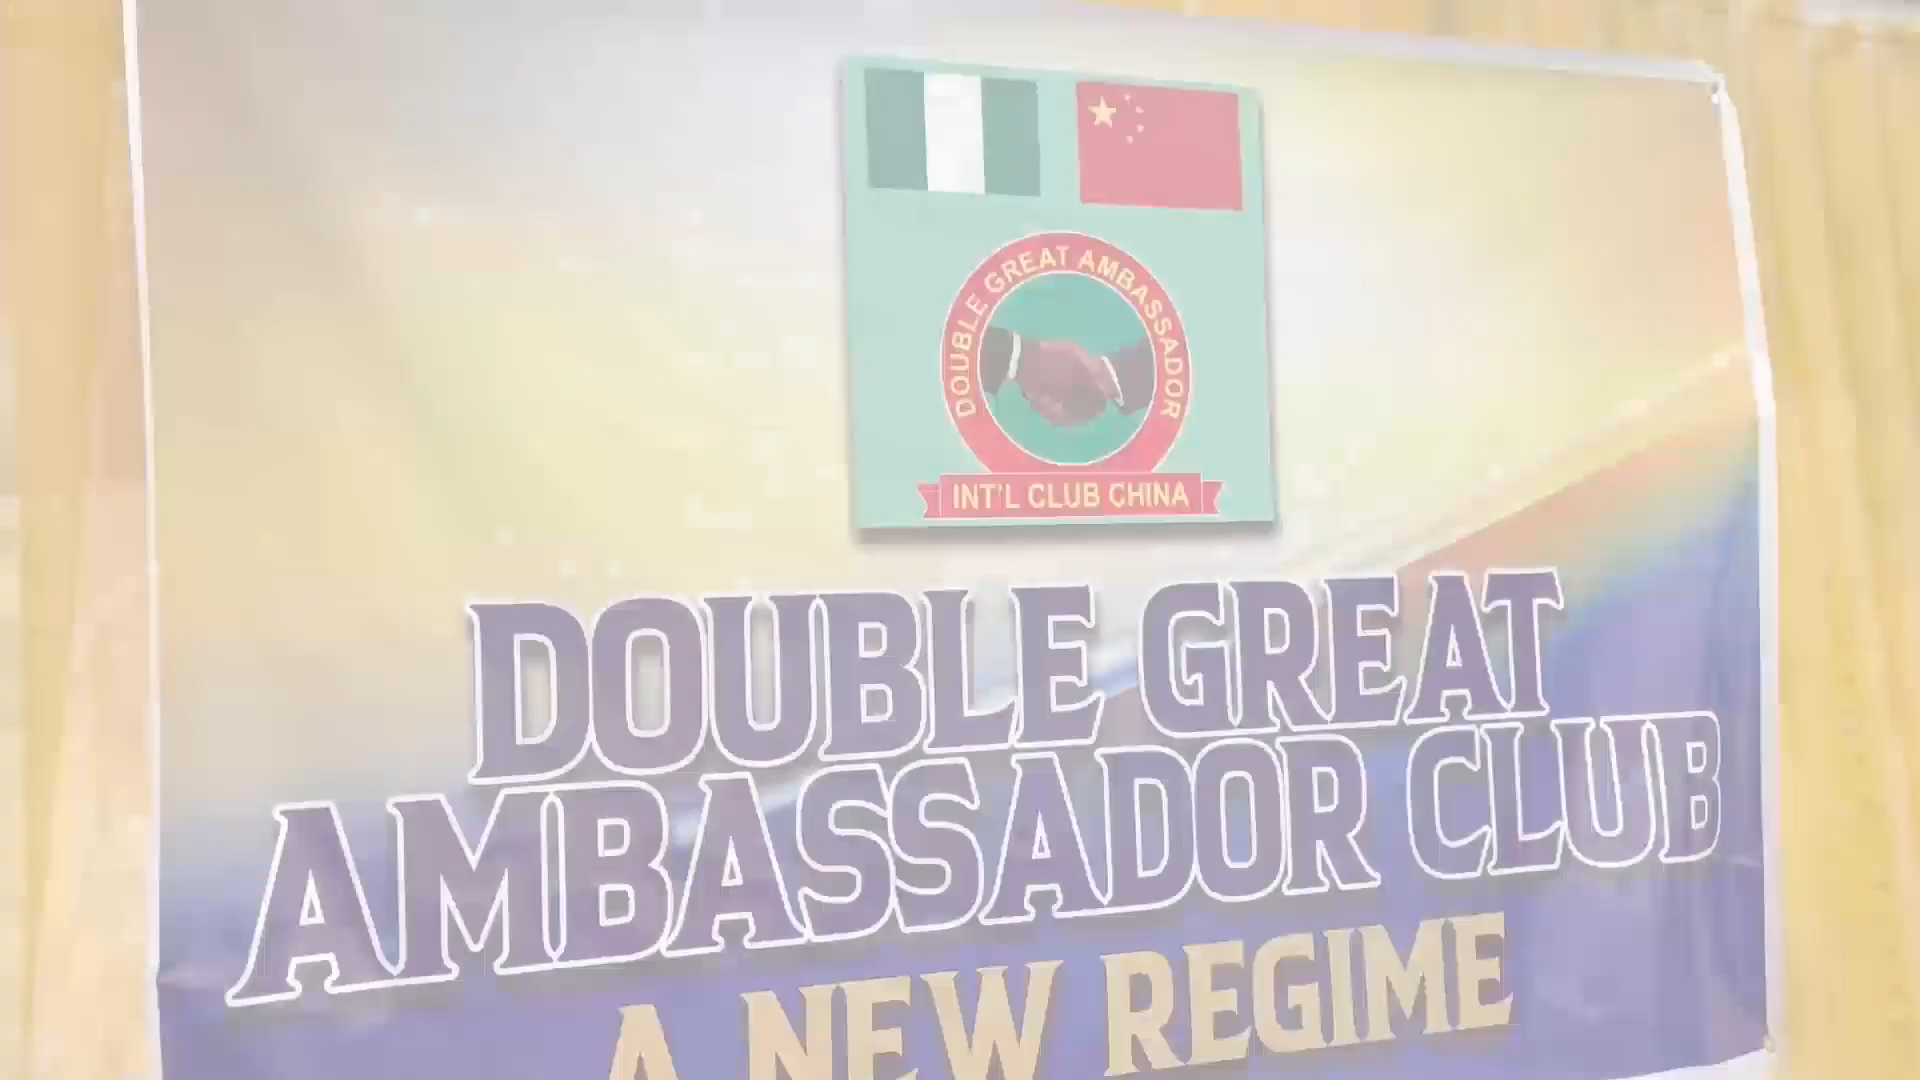 DOUBLE GREAT AMBASSADOR
INT'L CLUB CHINA
DOUBLE GREAT
AMBASSADOR CLUB
A NEW REGIME